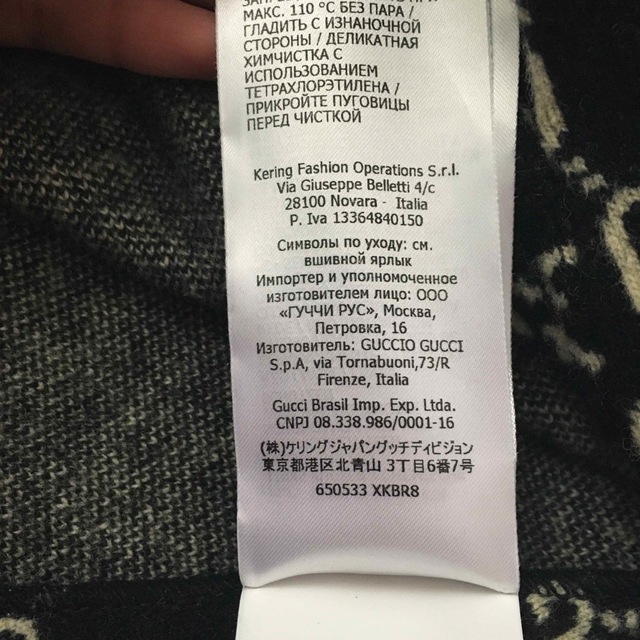 МАКС. 110 °C БЕЗ ПАРА /
ГЛАДИТЬ С ИЗНАНОЧНОЙ
СТОРОНЫ / ДЕЛИКАТНАЯ
ХИМЧИСТКА С
ИСПОЛЬЗОВАНИЕМ
ТЕТРАХЛОРЭТИЛЕНА /
ПРИКРОЙТЕ ПУГОВИЦЫ
ПЕРЕД ЧИСТКОЙ
Kering Fashion Operations S.r.l.
Via Giuseppe Belletti 4/c
28100 Novara - Italia
P. Iva 13364840150
Символы по уходу: см.
вшивной ярлык
Импортер и уполномоченное
изготовителем лицо: ООО
«ГУЧЧИ РУС», Москва,
Петровка, 16
Изготовитель: GUCCIO GUCCI
S.p.A, via Tornabuoni,73/R
Firenze, Italia
Gucci Brasil Imp. Exp. Ltda.
CNPJ 08.338.986/0001-16
(株)ケリングジャパングッチディビジョン
東京都港区北青山 3丁目6番7号
650533 XKBR8